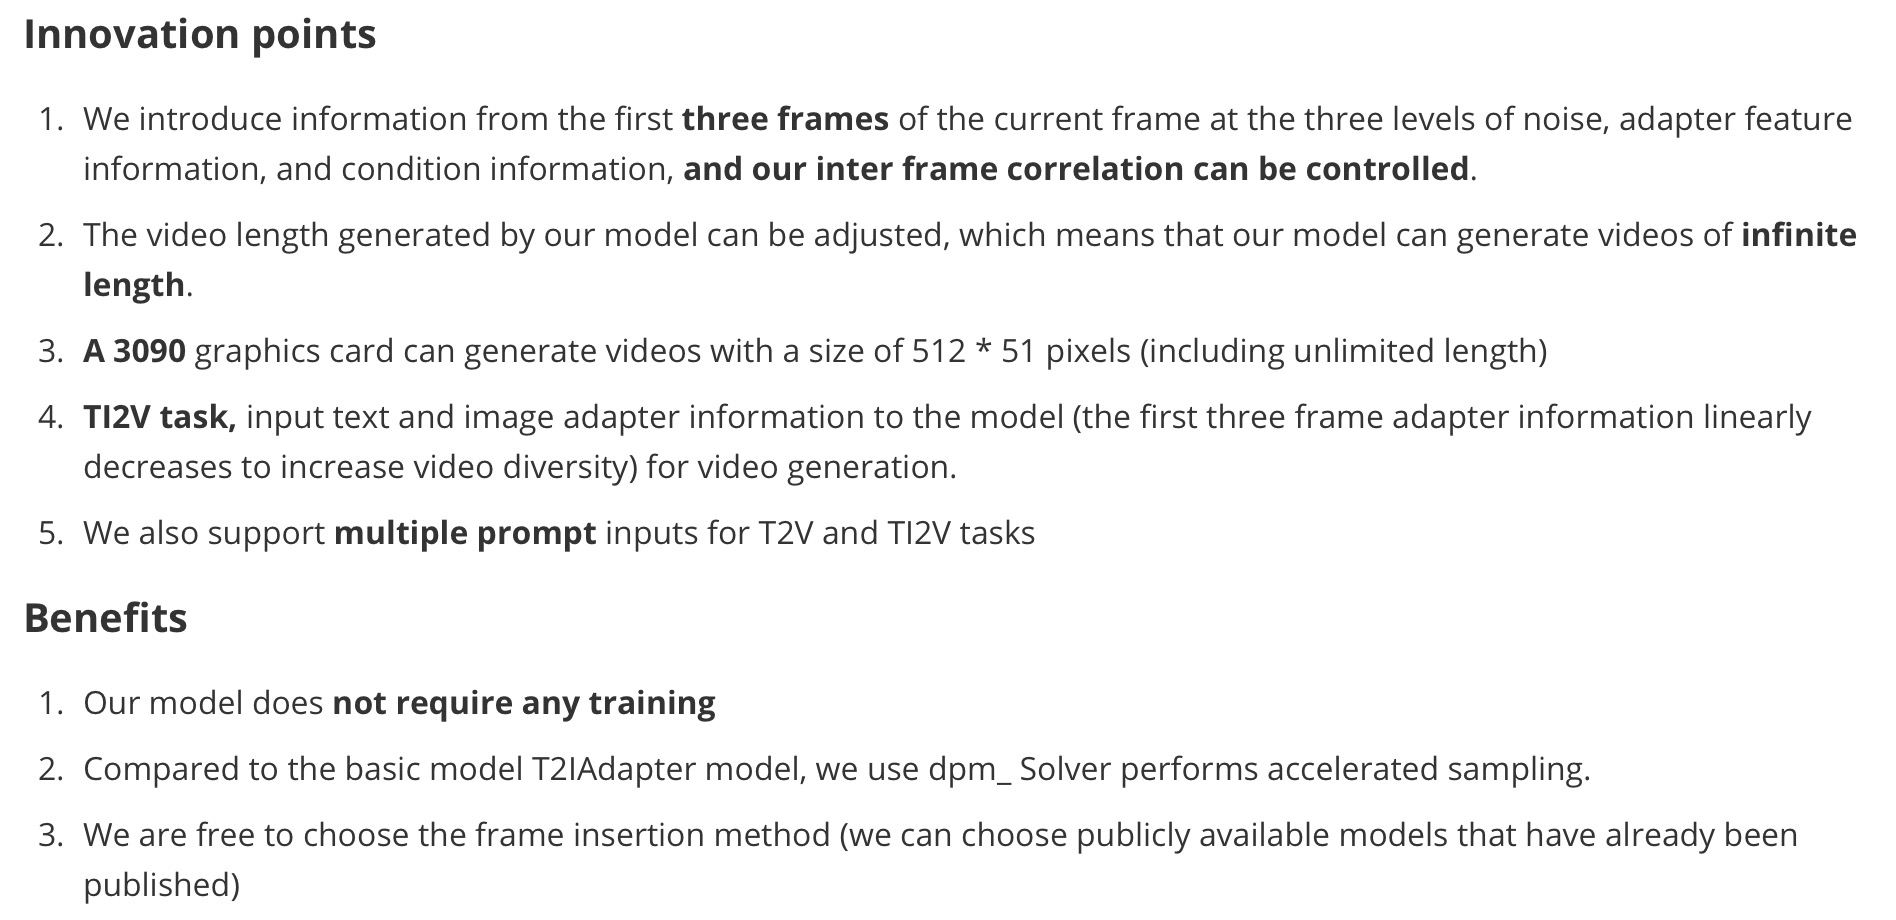 Innovation points
1. We introduce information from the first three frames of the current frame at the three levels of noise, adapter feature
information, and condition information, and our inter frame correlation can be controlled.
2. The video length generated by our model can be adjusted, which means that our model can generate videos of infinite
length.
3. A 3090 graphics card can generate videos with a size of 512 * 51 pixels (including unlimited length)
4. TI2V task, input text and image adapter information to the model (the first three frame adapter information linearly
decreases to increase video diversity) for video generation.
5. We also support multiple prompt inputs for T2V and TI2V tasks
Benefits
1. Our model does not require any training
2. Compared to the basic model T2IAdapter model, we use dpm_ Solver performs accelerated sampling.
3. We are free to choose the frame insertion method (we can choose publicly available models that have already been
published)